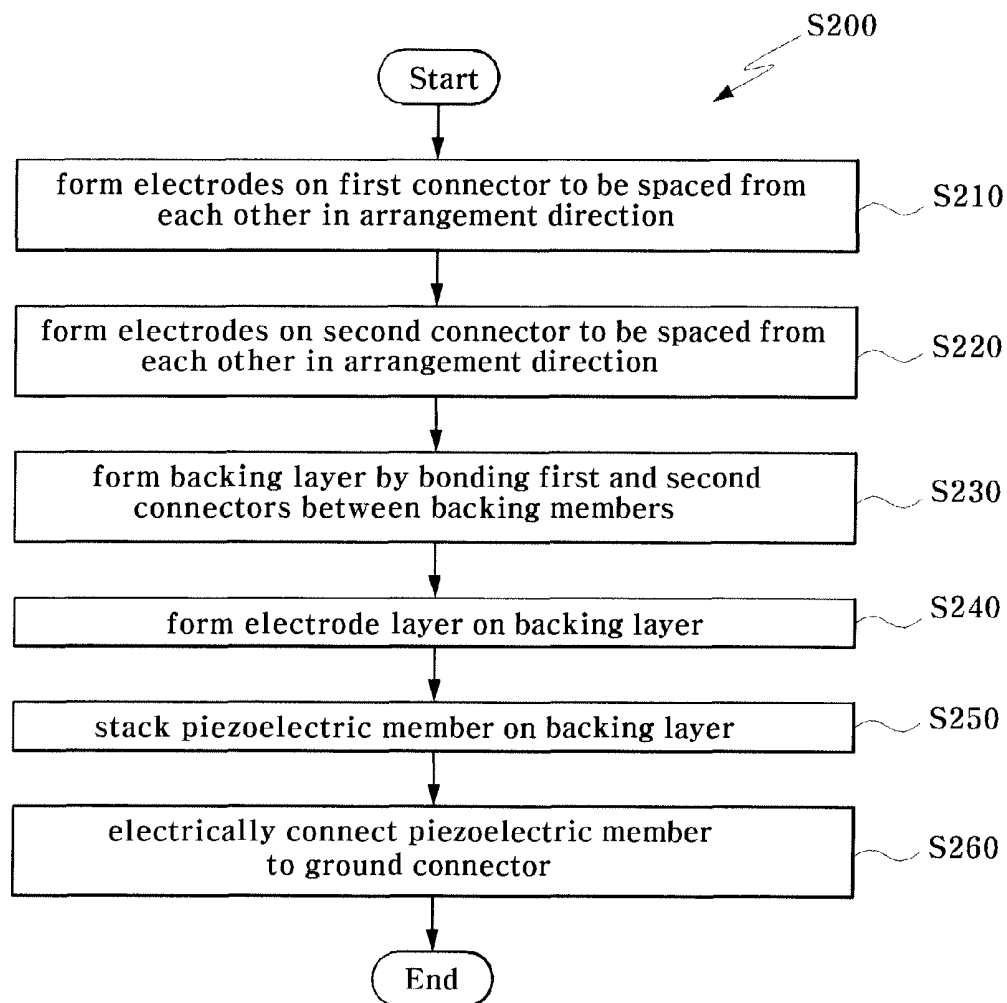 S200
Start
form electrodes on first connector to be spaced from
each other in arrangement direction
S210
form electrodes on second connector to be spaced from
each other in arrangement direction
S220
form backing layer by bonding first and second
connectors between backing members
S230
form electrode layer on backing layer
S240
stack piezoelectric member on backing layer
S250
electrically connect piezoelectric member
to ground connector
S260
End